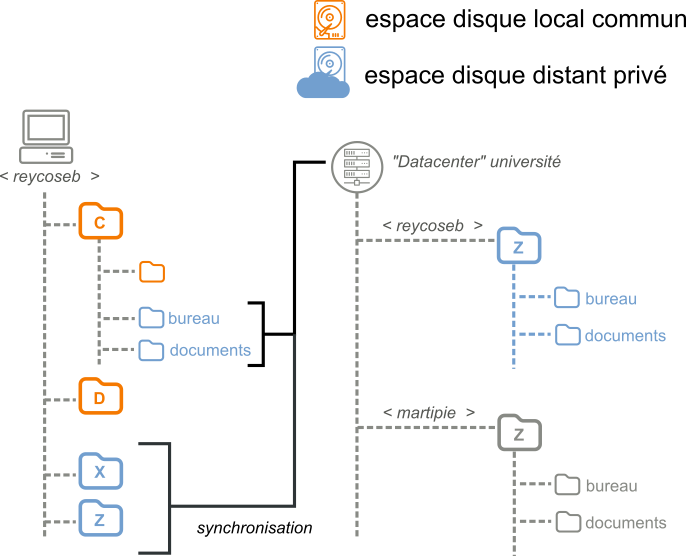 espace disque local commun
espace disque distant privé
< reycoseb >
C
bureau
documents
D
X
Z
synchronisation
"Datacenter" université
< reycoseb >
Z
bureau
documents
< martipie >
Z
bureau
documents